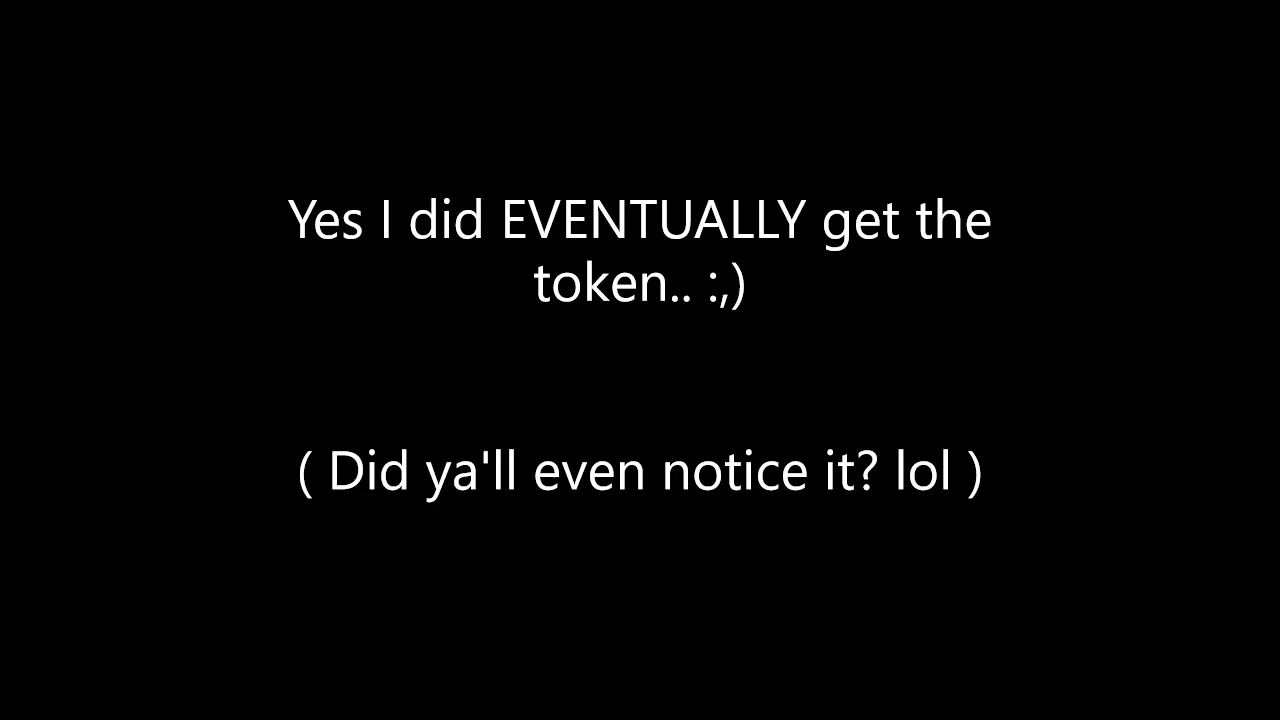 Yes I did EVENTUALLY get the
token.. :,)
( Did ya'll even notice it? lol )